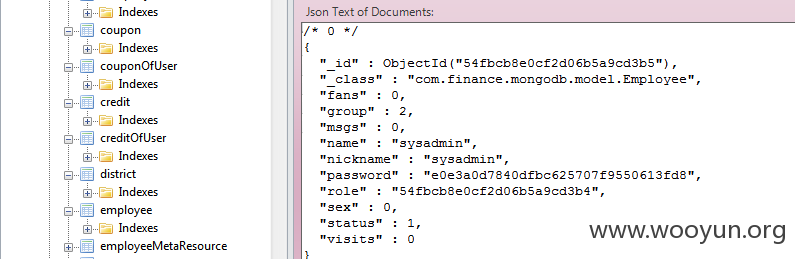 Indexes
coupon
Indexes
couponOfUser
Indexes
credit
Indexes
creditOfUser
Indexes
district
Indexes
employee
Indexes
employeeMetaResource
Json Text of Documents:
/* 0 */
{
"_id" : ObjectId("54fbcb8e0cf2d06b5a9cd3b5"),
"_class" : "com.finance.mongodb.model.Employee",
"fans" : 0,
"group" : 2,
"msgs" : 0,
"name" : "sysadmin",
"nickname" : "sysadmin",
"password" : "e0e3a0d7840dfbc625707f9550613fd8",
"role" : "54fbcb8e0cf2d06b5a9cd3b4",
"sex" : 0,
"status" : 1,
"visits" : 0
}
www.wooyun.org